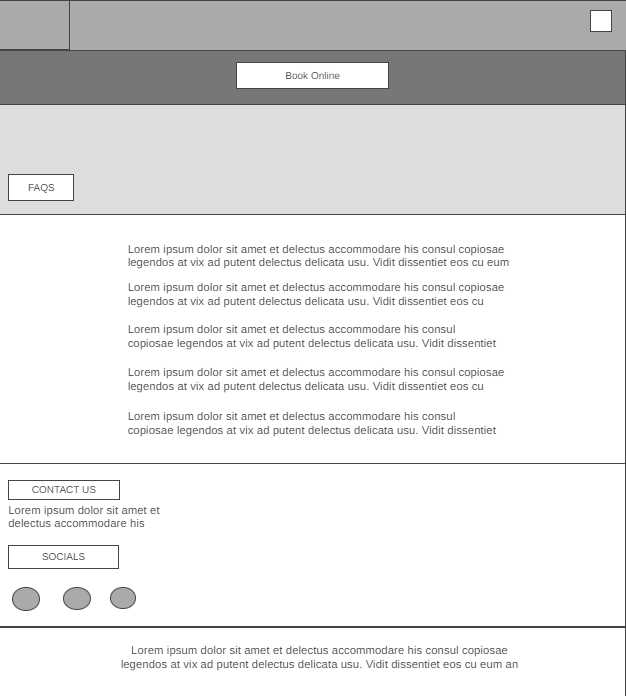 Book Online
FAQS
Lorem ipsum dolor sit amet et delectus accommodare his consul copiosae
legendos at vix ad putent delectus delicata usu. Vidit dissentiet eos cu eum
Lorem ipsum dolor sit amet et delectus accommodare his consul copiosae
legendos at vix ad putent delectus delicata usu. Vidit dissentiet eos cu
Lorem ipsum dolor sit amet et delectus accommodare his consul
copiosae legendos at vix ad putent delectus delicata usu. Vidit dissentiet
Lorem ipsum dolor sit amet et delectus accommodare his consul copiosae
legendos at vix ad putent delectus delicata usu. Vidit dissentiet eos cu
Lorem ipsum dolor sit amet et delectus accommodare his consul
copiosae legendos at vix ad putent delectus delicata usu. Vidit dissentiet
CONTACT US
Lorem ipsum dolor sit amet et
delectus accommodare his
SOCIALS
Lorem ipsum dolor sit amet et delectus accommodare his consul copiosae
legendos at vix ad putent delectus delicata usu. Vidit dissentiet eos cu eum an